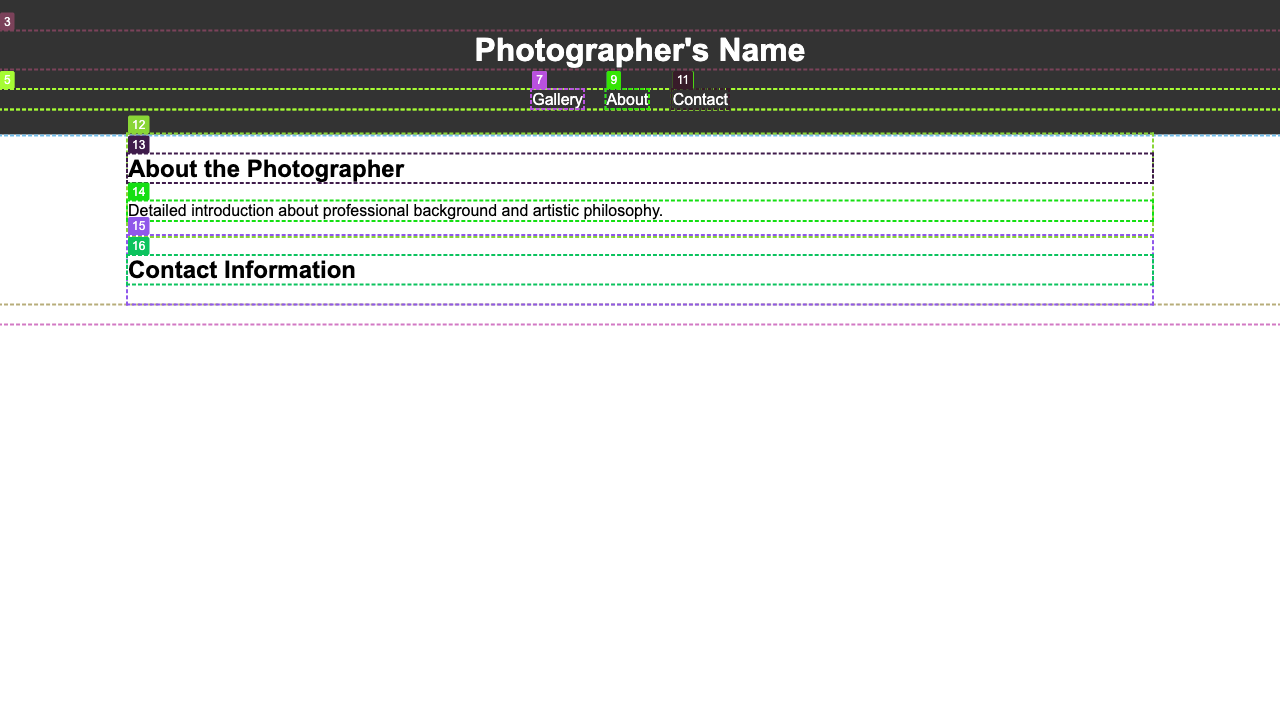 3
Photographer's Name
5
7 9 11
Gallery About Contact
12
13
About the Photographer
14
Detailed introduction about professional background and artistic philosophy.
15
16
Contact Information